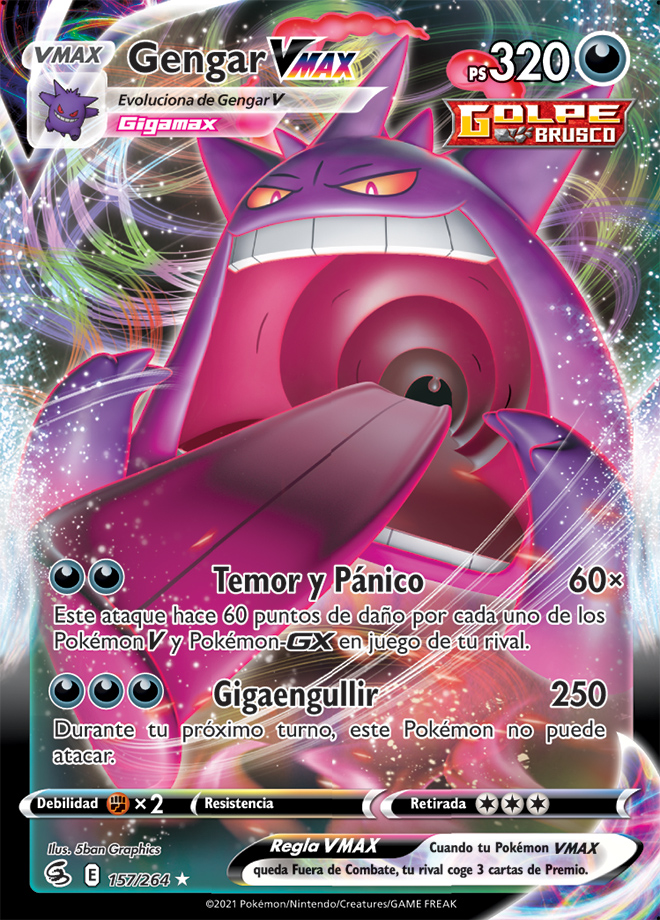 VMAX
Gengar VMAX
PS 320
Evoluciona de Gengar V
Gigamax
GOLPE
BRUSCO
Temor y Pánico 60×
Este ataque hace 60 puntos de daño por cada uno de los
Pokémon V y Pokémon-GX en juego de tu rival.
Gigaengullir 250
Durante tu próximo turno, este Pokémon no puede
atacar.
Debilidad ×2 Resistencia Retirada
Ilus. 5ban Graphics
E 157/264 ★
Regla VMAX Cuando tu Pokémon VMAX
queda Fuera de Combate, tu rival coge 3 cartas de Premio.
©2021 Pokémon/Nintendo/Creatures/GAME FREAK